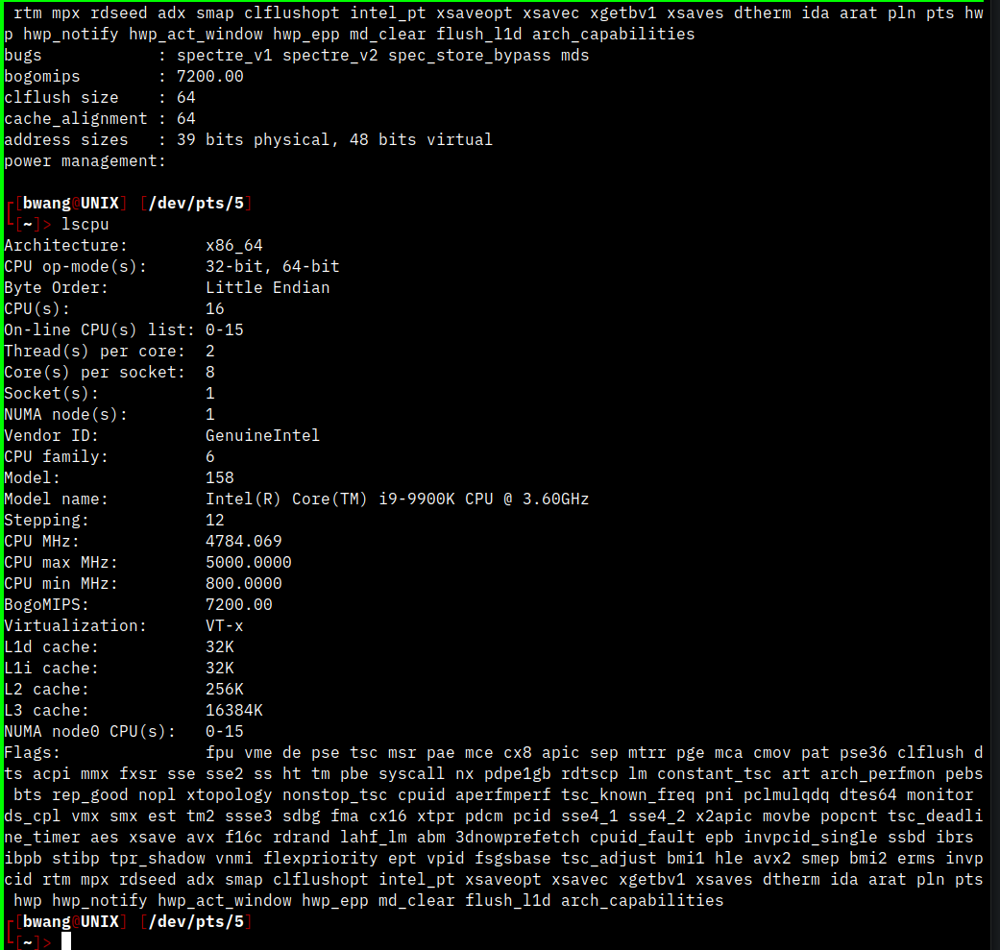 rtm mpx rdseed adx smap clflushopt intel_pt xsaveopt xsavec xgetbv1 xsaves dtherm ida arat pln pts hw
p hwp_notify hwp_act_window hwp_epp md_clear flush_l1d arch_capabilities
bugs            : spectre_v1 spectre_v2 spec_store_bypass mds
bogomips        : 7200.00
clflush size    : 64
cache_alignment : 64
address sizes   : 39 bits physical, 48 bits virtual
power management:

┌[bwang@UNIX] [/dev/pts/5]
└[~]> lscpu
Architecture:        x86_64
CPU op-mode(s):      32-bit, 64-bit
Byte Order:          Little Endian
CPU(s):              16
On-line CPU(s) list: 0-15
Thread(s) per core:  2
Core(s) per socket:  8
Socket(s):           1
NUMA node(s):        1
Vendor ID:           GenuineIntel
CPU family:          6
Model:               158
Model name:          Intel(R) Core(TM) i9-9900K CPU @ 3.60GHz
Stepping:            12
CPU MHz:             4784.069
CPU max MHz:         5000.0000
CPU min MHz:         800.0000
BogoMIPS:            7200.00
Virtualization:      VT-x
L1d cache:           32K
L1i cache:           32K
L2 cache:            256K
L3 cache:            16384K
NUMA node0 CPU(s):   0-15
Flags:               fpu vme de pse tsc msr pae mce cx8 apic sep mtrr pge mca cmov pat pse36 clflush d
ts acpi mmx fxsr sse sse2 ss ht tm pbe syscall nx pdpe1gb rdtscp lm constant_tsc art arch_perfmon pebs
 bts rep_good nopl xtopology nonstop_tsc cpuid aperfmperf tsc_known_freq pni pclmulqdq dtes64 monitor
ds_cpl vmx smx est tm2 ssse3 sdbg fma cx16 xtpr pdcm pcid sse4_1 sse4_2 x2apic movbe popcnt tsc_deadli
ne_timer aes xsave avx f16c rdrand lahf_lm abm 3dnowprefetch cpuid_fault epb invpcid_single ssbd ibrs
ibpb stibp tpr_shadow vnmi flexpriority ept vpid fsgsbase tsc_adjust bmi1 hle avx2 smep bmi2 erms invp
cid rtm mpx rdseed adx smap clflushopt intel_pt xsaveopt xsavec xgetbv1 xsaves dtherm ida arat pln pts
 hwp hwp_notify hwp_act_window hwp_epp md_clear flush_l1d arch_capabilities
┌[bwang@UNIX] [/dev/pts/5]
└[~]>